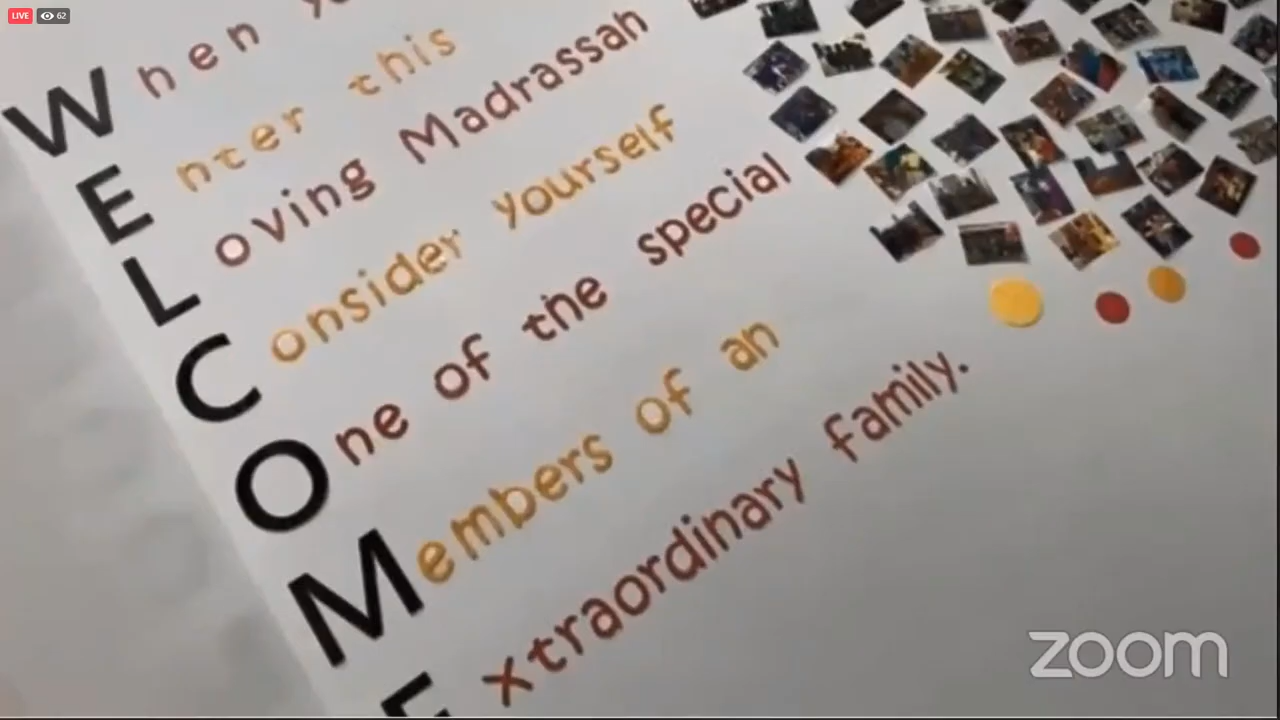 LIVE 62
When yo
Enter this
Loving Madrassah
Consider yourself
One of the special
Members of an
Extraordinary family.
zoom